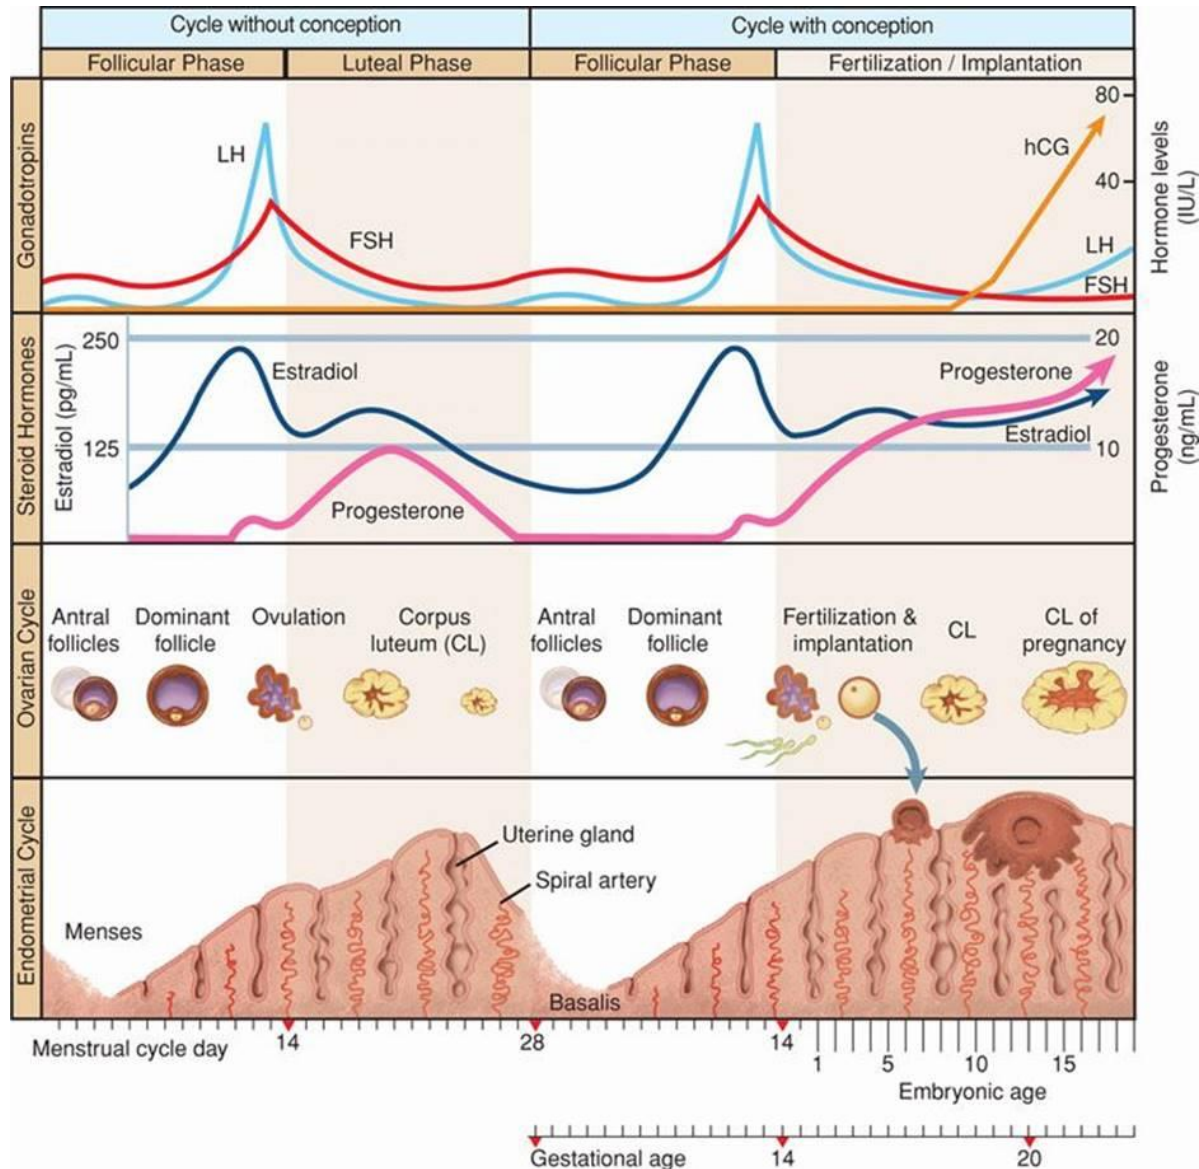 Cycle without conception
Cycle with conception
Follicular Phase
Luteal Phase
Follicular Phase
Fertilization / Implantation
Gonadotropins
LH
FSH
hCG
LH
FSH
80
40
Hormone levels
(IU/L)
Steroid Hormones
Estradiol (pg/mL)
250
125
Estradiol
Progesterone
Progesterone
Estradiol
20
10
Progesterone
(ng/mL)
Ovarian Cycle
Antral
follicles
Dominant
follicle
Ovulation
Corpus
luteum (CL)
Antral
follicles
Dominant
follicle
Fertilization &
implantation
CL
CL of
pregnancy
Endometrial Cycle
Menses
Uterine gland
Spiral artery
Basalis
Menstrual cycle day
14
28
14
1
5
10
15
Embryonic age
Gestational age
14
20